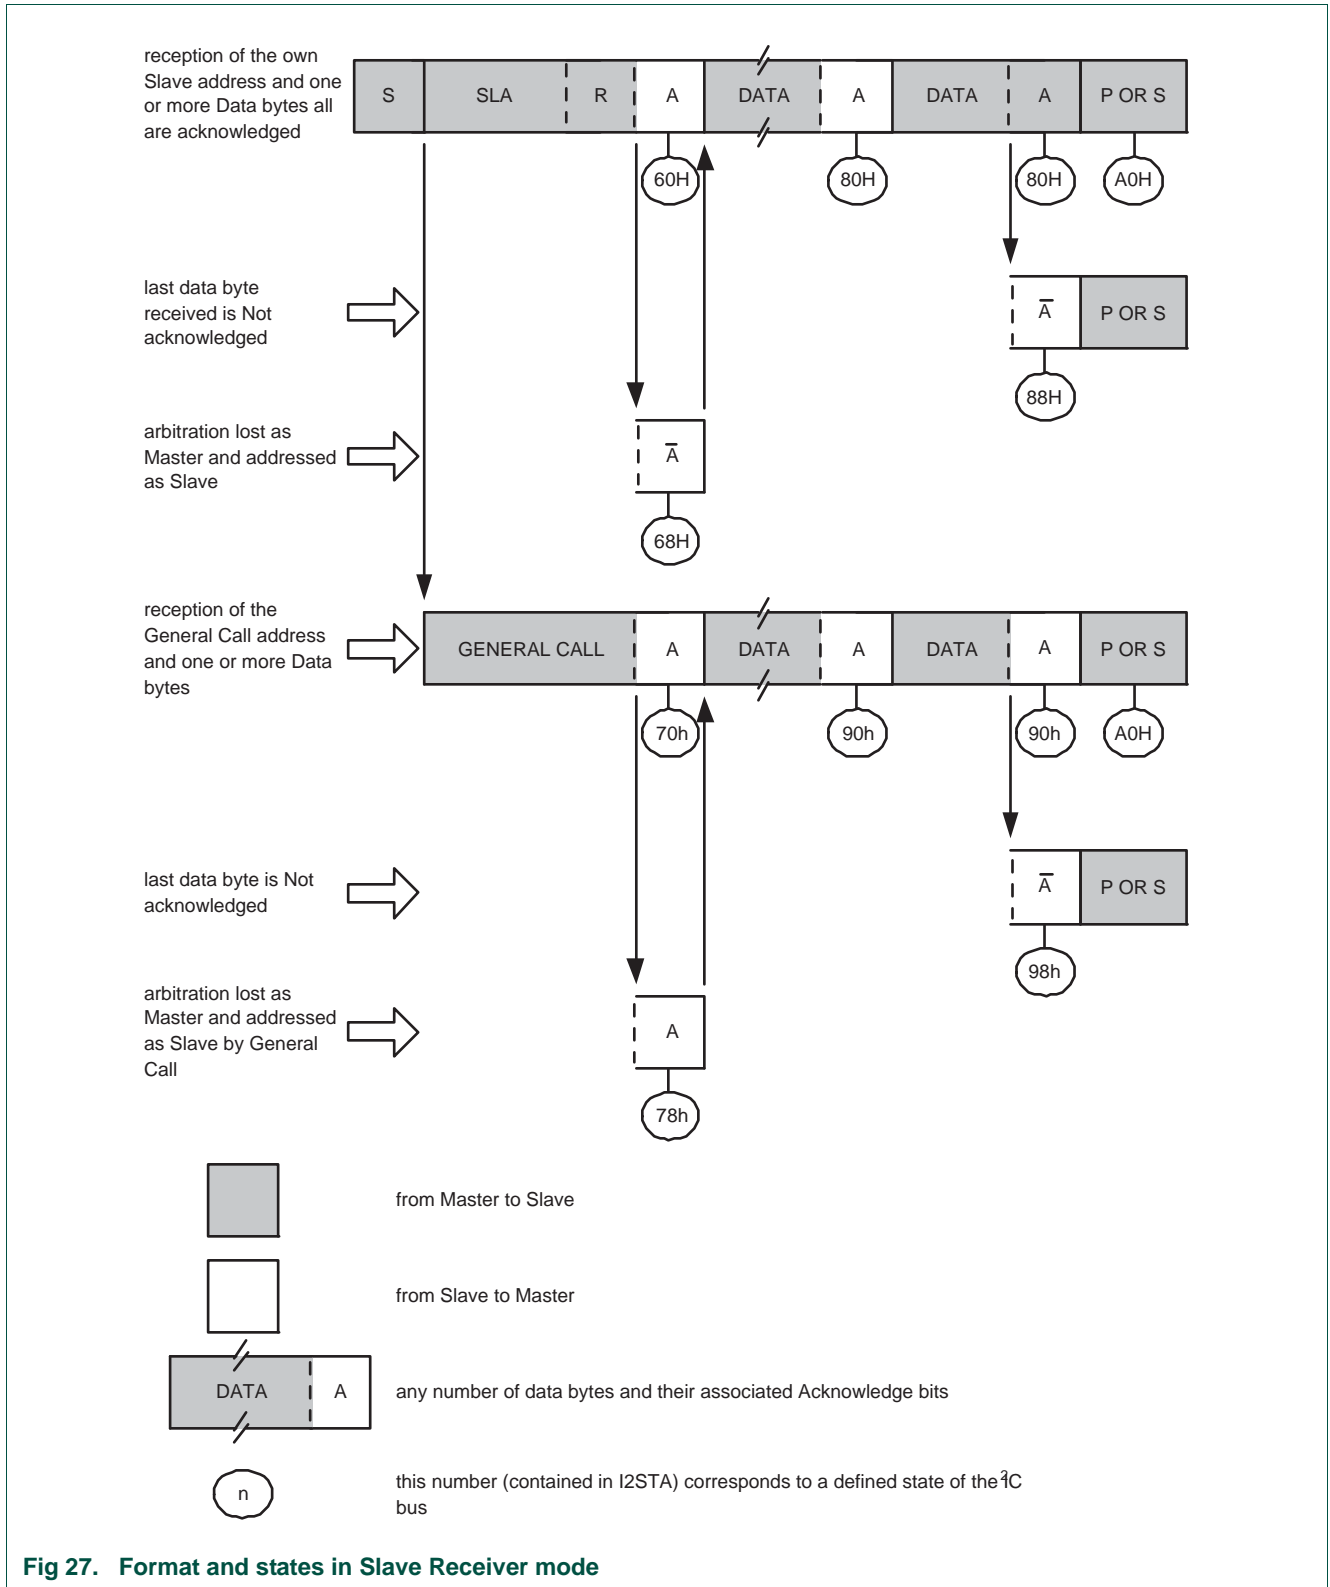 reception of the own
Slave address and one
or more Data bytes all
are acknowledged
S SLA R A DATA A DATA A P OR S
60H 80H 80H A0H
last data byte
received is Not
acknowledged
A̅ P OR S
88H
arbitration lost as
Master and addressed
as Slave
A̅
68H
reception of the
General Call address
and one or more Data
bytes
GENERAL CALL A DATA A DATA A P OR S
70h 90h 90h A0H
last data byte is Not
acknowledged
A̅ P OR S
98h
arbitration lost as
Master and addressed
as Slave by General
Call
A
78h
from Master to Slave
from Slave to Master
DATA A any number of data bytes and their associated Acknowledge bits
n this number (contained in I2STA) corresponds to a defined state of the I²C
bus
Fig 27. Format and states in Slave Receiver mode